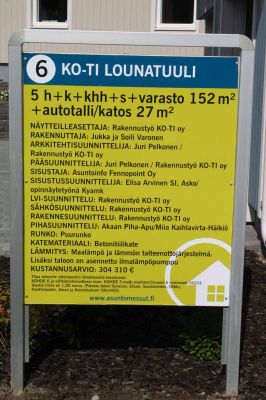 6 KO-TI LOUNATUULI
5 h+k+khh+s+varasto 152 m²
+autotalli/katos 27 m²
NÄYTTEILLEASETTAJA: Rakennustyö KO-TI oy
RAKENNUTTAJA: Jukka ja Soili Varonen
ARKKITEHTISUUNNITTELIJA: Juri Pelkonen /
Rakennustyö KO-TI oy
PÄÄSUUNNITTELIJA: Juri Pelkonen / Rakennustyö KO-TI oy
SISUSTAJA: Asuntoinfo Fennopoint Oy
SISUSTUSSUUNNITTELIJA: Elisa Arvinen SI, Asko/
opinnäytetyönä Kyamk
LVI-SUUNNITTELU: Rakennustyö KO-TI oy
SÄHKÖSUUNNITTELU: Rakennustyö KO-TI oy
RAKENNESUUNNITTELU: Rakennustyö KO-TI oy
PIHASUUNNITTELU: Akaan Piha-Apu/Miia Kaihlavirta-Häikiö
RUNKO: Puurunko
KATEMATERIAALI: Betonitiilikate
LÄMMITYS: Maalämpö ja lämmön talteenottojärjestelmä.
Lisäksi taloon on asennettu ilmalämpöpumppu
KUSTANNUSARVIO: 304 310 €
www.asuntomessut.fi